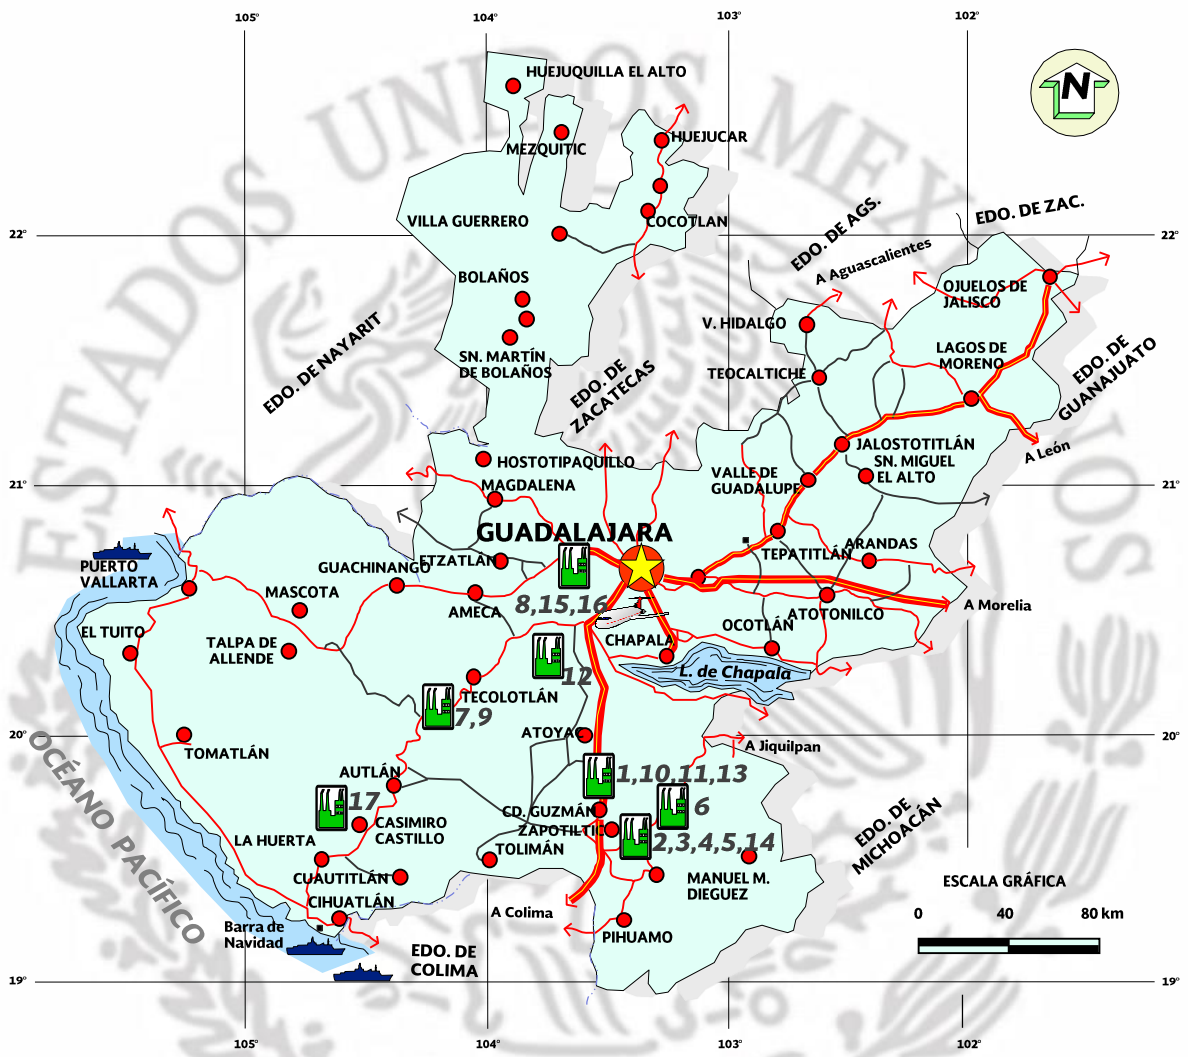 105°
104°
103°
102°
ESTADOS UNIDOS MEXICANOS
N
HUEJUQUILLA EL ALTO
MEZQUITIC
HUEJUCAR
VILLA GUERRERO
COCOTLAN
EDO. DE AGS.
EDO. DE ZAC.
22°
22°
A Aguascalientes
BOLAÑOS
OJUELOS DE
JALISCO
V. HIDALGO
EDO. DE NAYARIT
SN. MARTÍN
DE BOLAÑOS
EDO. DE
ZACATECAS
LAGOS DE
MORENO
EDO. DE
GUANAJUATO
TEOCALTICHE
A León
JALOSTOTITLÁN
SN. MIGUEL
EL ALTO
HOSTOTIPAQUILLO
MAGDALENA
VALLE DE
GUADALUPE
21°
21°
GUADALAJARA
TEPATITLÁN
ARANDAS
PUERTO
VALLARTA
GUACHINANGO
ETZATLÁN
MASCOTA
AMECA
8,15,16
A Morelia
ATOTONILCO
OCOTLÁN
EL TUITO
TALPA DE
ALLENDE
CHAPALA
L. de Chapala
12
TECOLOTLÁN
7,9
20°
20°
ATOYAC
A Jiquilpan
TOMATLÁN
OCÉANO PACÍFICO
AUTLÁN
1,10,11,13
17
CD. GUZMÁN
6
CASIMIRO
CASTILLO
ZAPOTILTIC
2,3,4,5,14
EDO. DE
MICHOACÁN
LA HUERTA
TOLIMÁN
CUAUTITLÁN
MANUEL M.
DIEGUEZ
ESCALA GRÁFICA
0 40 80 km
CIHUATLÁN
A Colima
Barra de
Navidad
PIHUAMO
EDO. DE
COLIMA
19°
19°
105°
104°
103°
102°